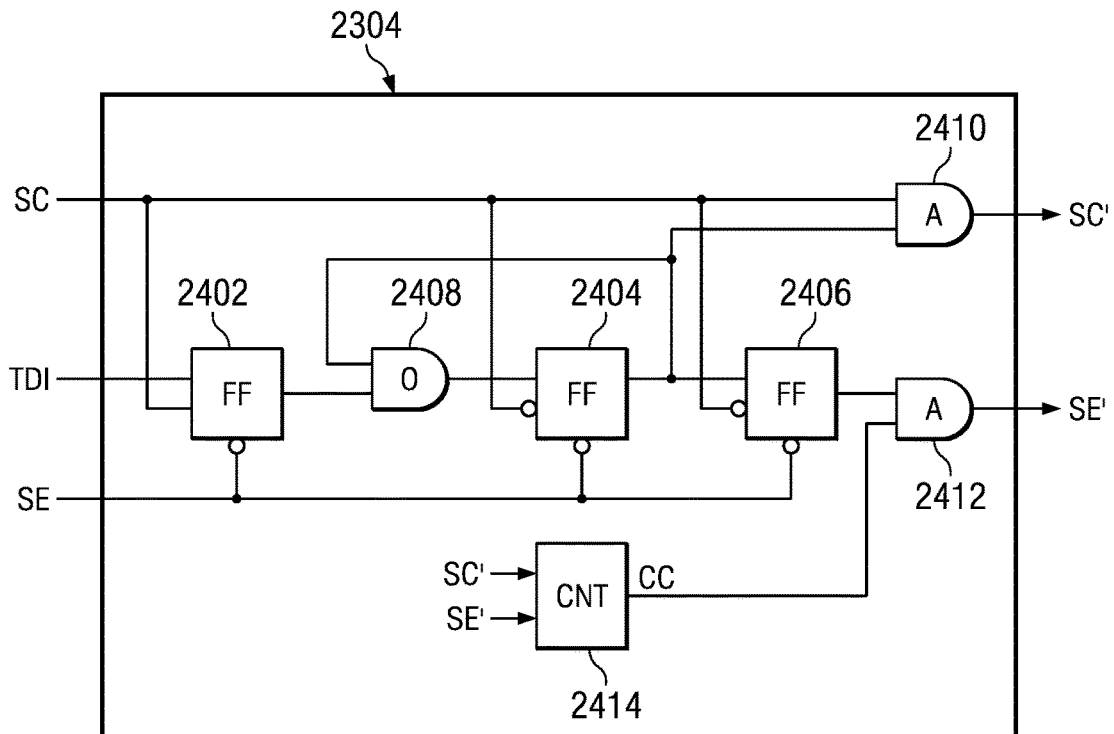 2304
2410
SC
A
SC'
2402
2408
2404
2406
TDI
FF
O
FF
FF
A
SE'
SE
2412
SC'
CNT
CC
SE'
2414